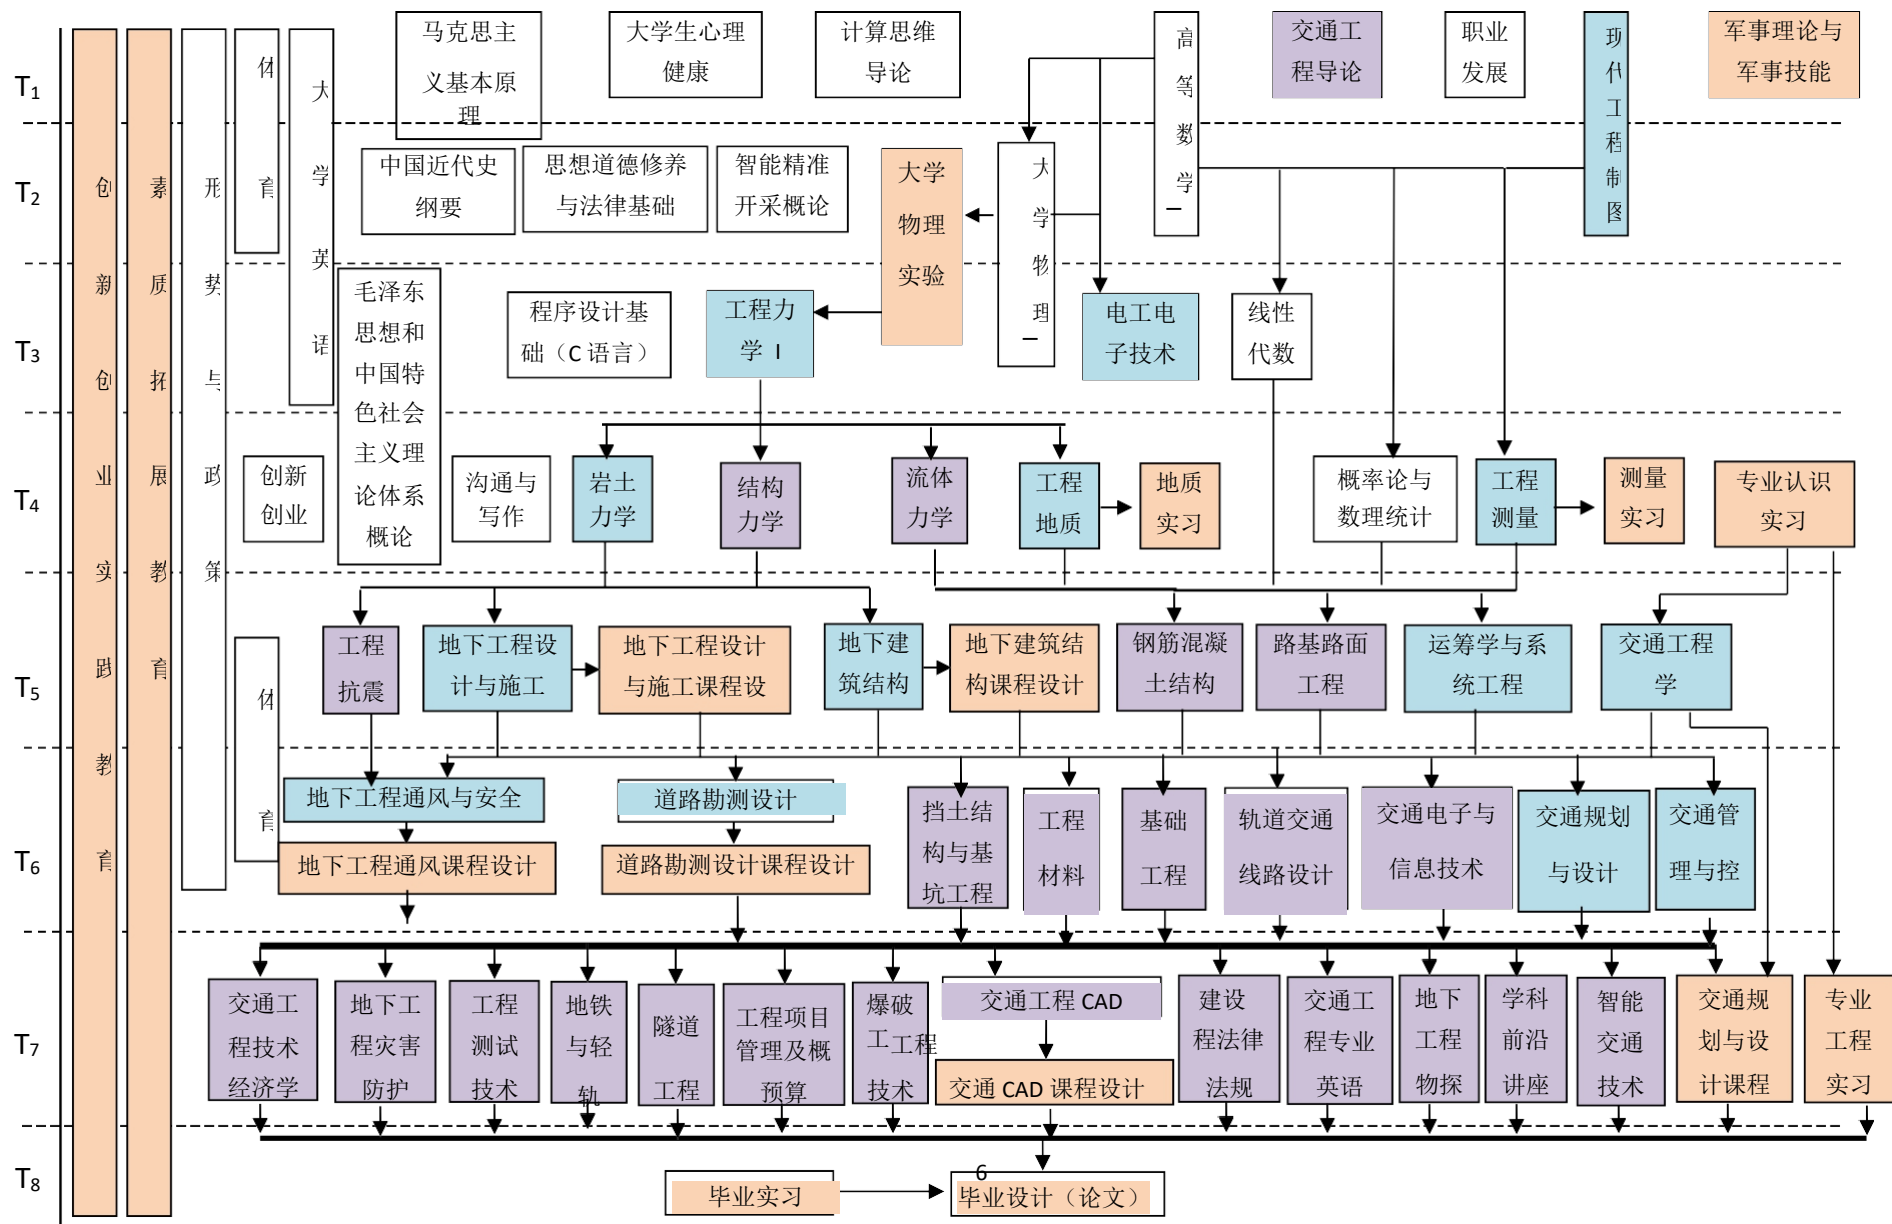 T1
马克思主
义基本原
理
大学生心理
健康
计算思维
导论
高等数学
交通工
程导论
职业
发展
现代工程制图
军事理论与
军事技能
T2
创新创业实践教育
素质拓展教育
形势与政策
体育
大学英语
中国近代史
纲要
思想道德修养
与法律基础
智能精准
开采概论
大学
物理
实验
大学物理
T3
毛泽东
思想和
中国特
色社会
主义理
论体系
概论
程序设计基
础（C 语言）
工程力
学 I
电工电
子技术
线性
代数
T4
创新
创业
沟通与
写作
岩土
力学
结构
力学
流体
力学
工程
地质
地质
实习
概率论与
数理统计
工程
测量
测量
实习
专业认识
实习
T5
体育
工程
抗震
地下工程设
计与施工
地下工程设计
与施工课程设
地下建
筑结构
地下建筑结
构课程设计
钢筋混凝
土结构
路基路面
工程
运筹学与系
统工程
交通工程
学
T6
地下工程通风与安全
地下工程通风课程设计
道路勘测设计
道路勘测设计课程设计
挡土结
构与基
坑工程
工程
材料
基础
工程
轨道交通
线路设计
交通电子与
信息技术
交通规划
与设计
交通管
理与控
T7
交通工
程技术
经济学
地下工
程灾害
防护
工程
测试
技术
地铁
与轻
轨
隧道
工程
工程项目
管理及概
预算
爆破
工工程
技术
交通工程 CAD
交通 CAD 课程设计
建设
程法律
法规
交通工
程专业
英语
地下
工程
物探
学科
前沿
讲座
智能
交通
技术
交通规
划与设
计课程
专业
工程
实习
T8
毕业实习
6
毕业设计（论文）